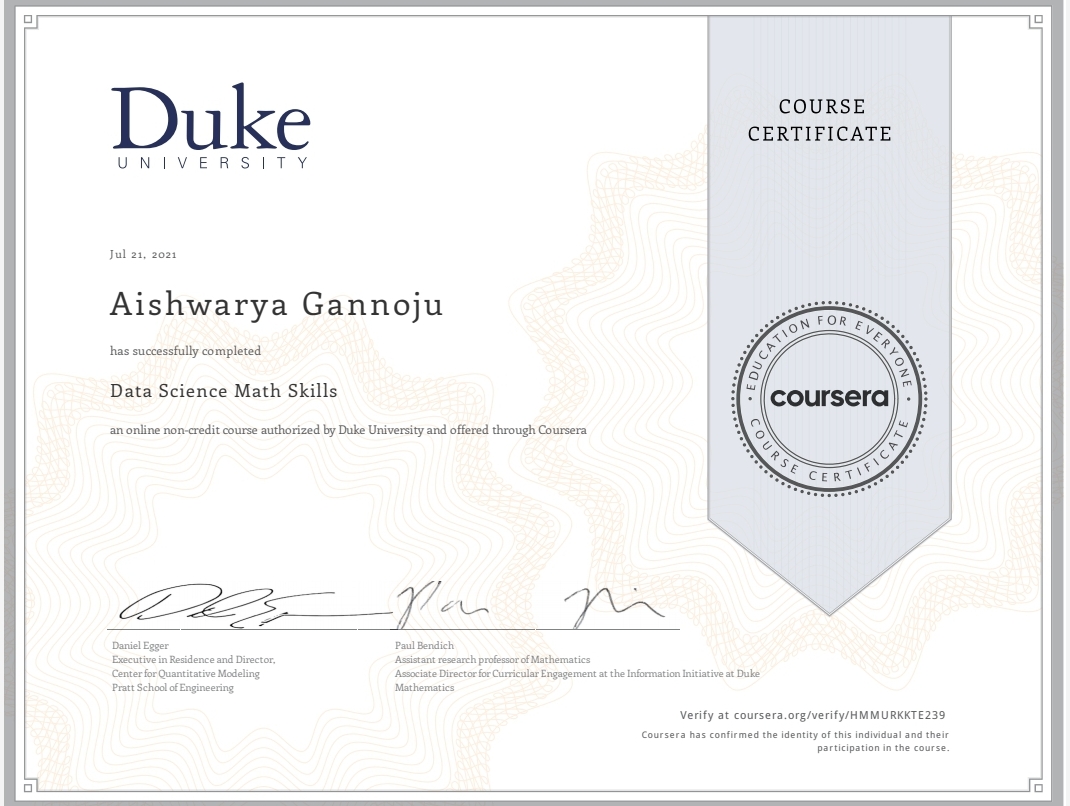 Duke
UNIVERSITY
COURSE
CERTIFICATE
Jul 21, 2021
Aishwarya Gannoju
has successfully completed
Data Science Math Skills
an online non-credit course authorized by Duke University and offered through Coursera
EDUCATION FOR EVERYONE
coursera
COURSE CERTIFICATE
Daniel Egger
Executive in Residence and Director,
Center for Quantitative Modeling
Pratt School of Engineering
Paul Bendich
Assistant research professor of Mathematics
Associate Director for Curricular Engagement at the Information Initiative at Duke
Mathematics
Verify at coursera.org/verify/HMMURKKTE239
Coursera has confirmed the identity of this individual and their
participation in the course.